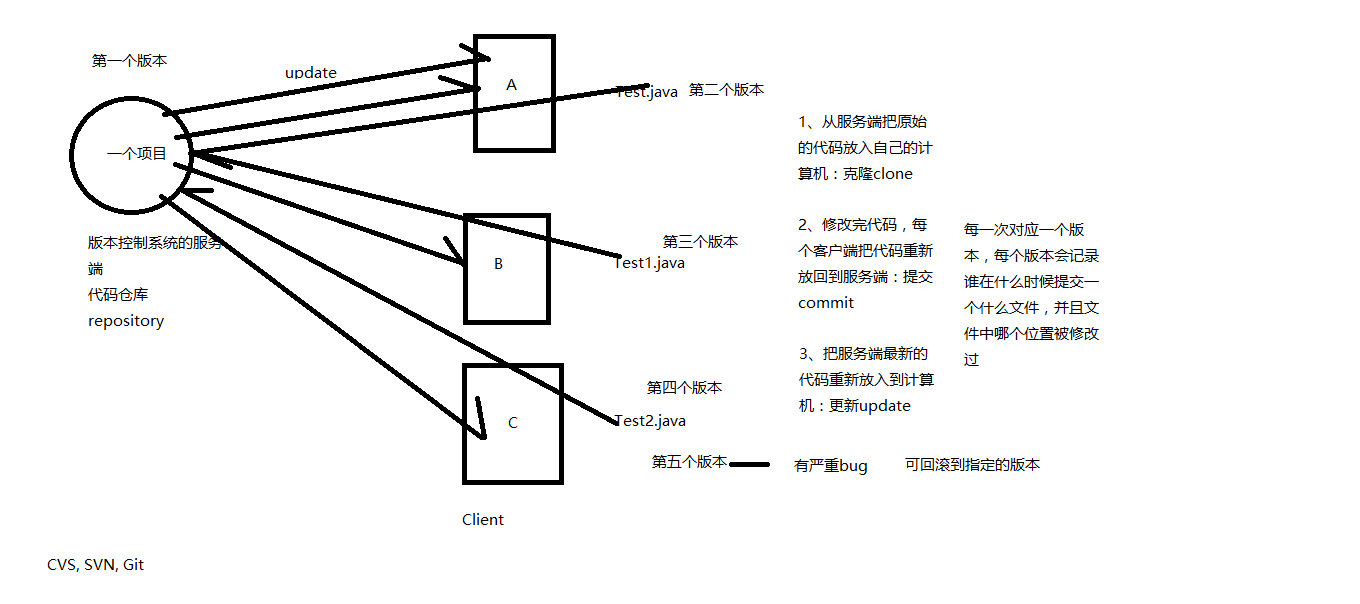 第一个版本
update
A
Test.java
第二个版本
一个项目
版本控制系统的服务
端
代码仓库
repository
第三个版本
Test1.java
B
第四个版本
Test2.java
C
第五个版本
有严重bug
可回滚到指定的版本
Client
CVS, SVN, Git
1、从服务端把原始
的代码放入自己的计
算机：克隆clone
2、修改完代码，每
个客户端把代码重新
放回到服务端：提交
commit
3、把服务端最新的
代码重新放入到计算
机：更新update
每一次对应一个版
本，每个版本会记录
谁在什么时候提交一
个什么文件，并且文
件中哪个位置被修改
过